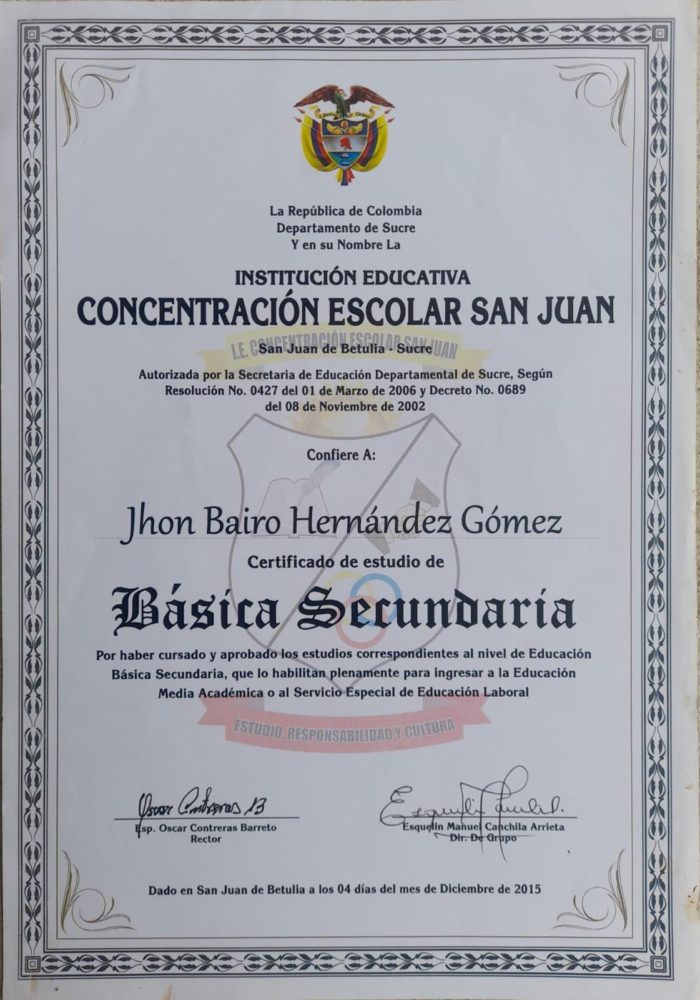 Libertad y Orden
La República de Colombia
Departamento de Sucre
Y en su Nombre La
INSTITUCIÓN EDUCATIVA
CONCENTRACIÓN ESCOLAR SAN JUAN
I.E. CONCENTRACIÓN ESCOLAR SAN JUAN
San Juan de Betulia - Sucre
Autorizada por la Secretaria de Educación Departamental de Sucre, Según
Resolución No. 0427 del 01 de Marzo de 2006 y Decreto No. 0689
del 08 de Noviembre de 2002
Confiere A:
Jhon Bairo Hernández Gómez
Certificado de estudio de
Básica Secundaria
Por haber cursado y aprobado los estudios correspondientes al nivel de Educación
Básica Secundaria, que lo habilitan plenamente para ingresar a la Educación
Media Académica o al Servicio Especial de Educación Laboral
ESTUDIO, RESPONSABILIDAD Y CULTURA
Oscar Contreras B
Esp. Oscar Contreras Barreto
Rector
Esquelin Manuel Canchila Arrieta
Dir. De Grupo
Dado en San Juan de Betulia a los 04 días del mes de Diciembre de 2015